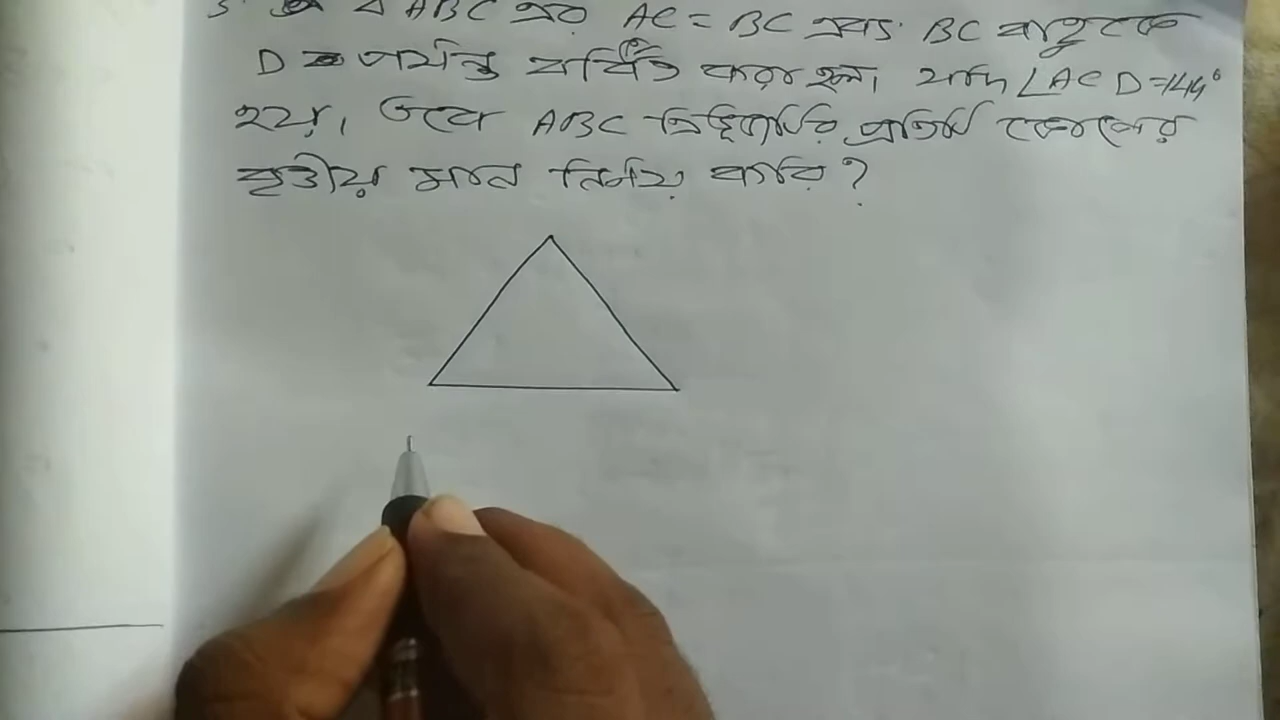 Δ ABC এর AC = BC এবং BC বাহুকে
D পর্যন্ত বর্ধিত করা হল। যদি ∠ACD = 144°
হয়, তবে ABC ত্রিভুজটির প্রতিটি কোণের
বৃত্তীয় মান নির্ণয় করি?